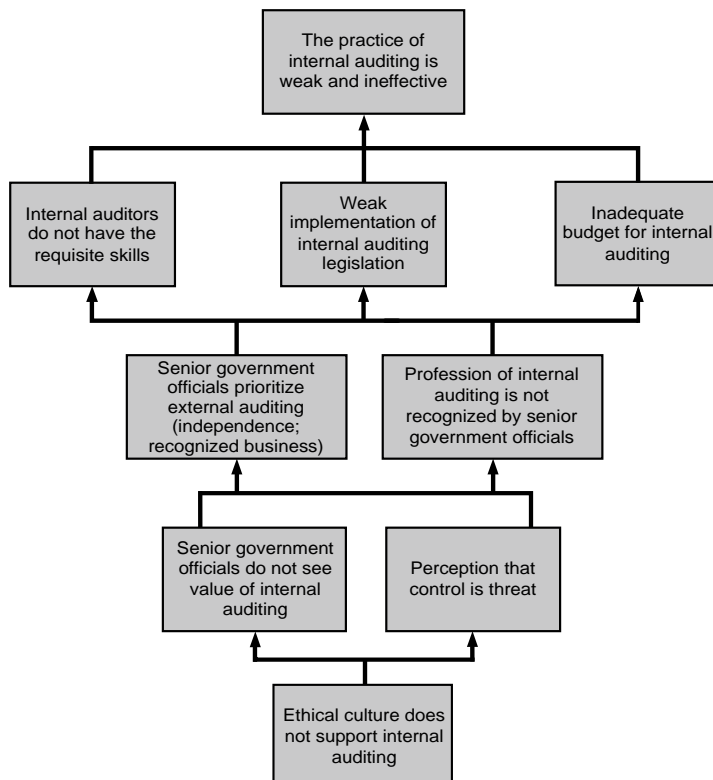 The practice of
internal auditing is
weak and ineffective
Internal auditors
do not have the
requisite skills
Weak
implementation of
internal auditing
legislation
Inadequate
budget for internal
auditing
Senior government
officials prioritize
external auditing
(independence;
recognized business)
Profession of internal
auditing is not
recognized by senior
government officials
Senior government
officials do not see
value of internal
auditing
Perception that
control is threat
Ethical culture does
not support internal
auditing